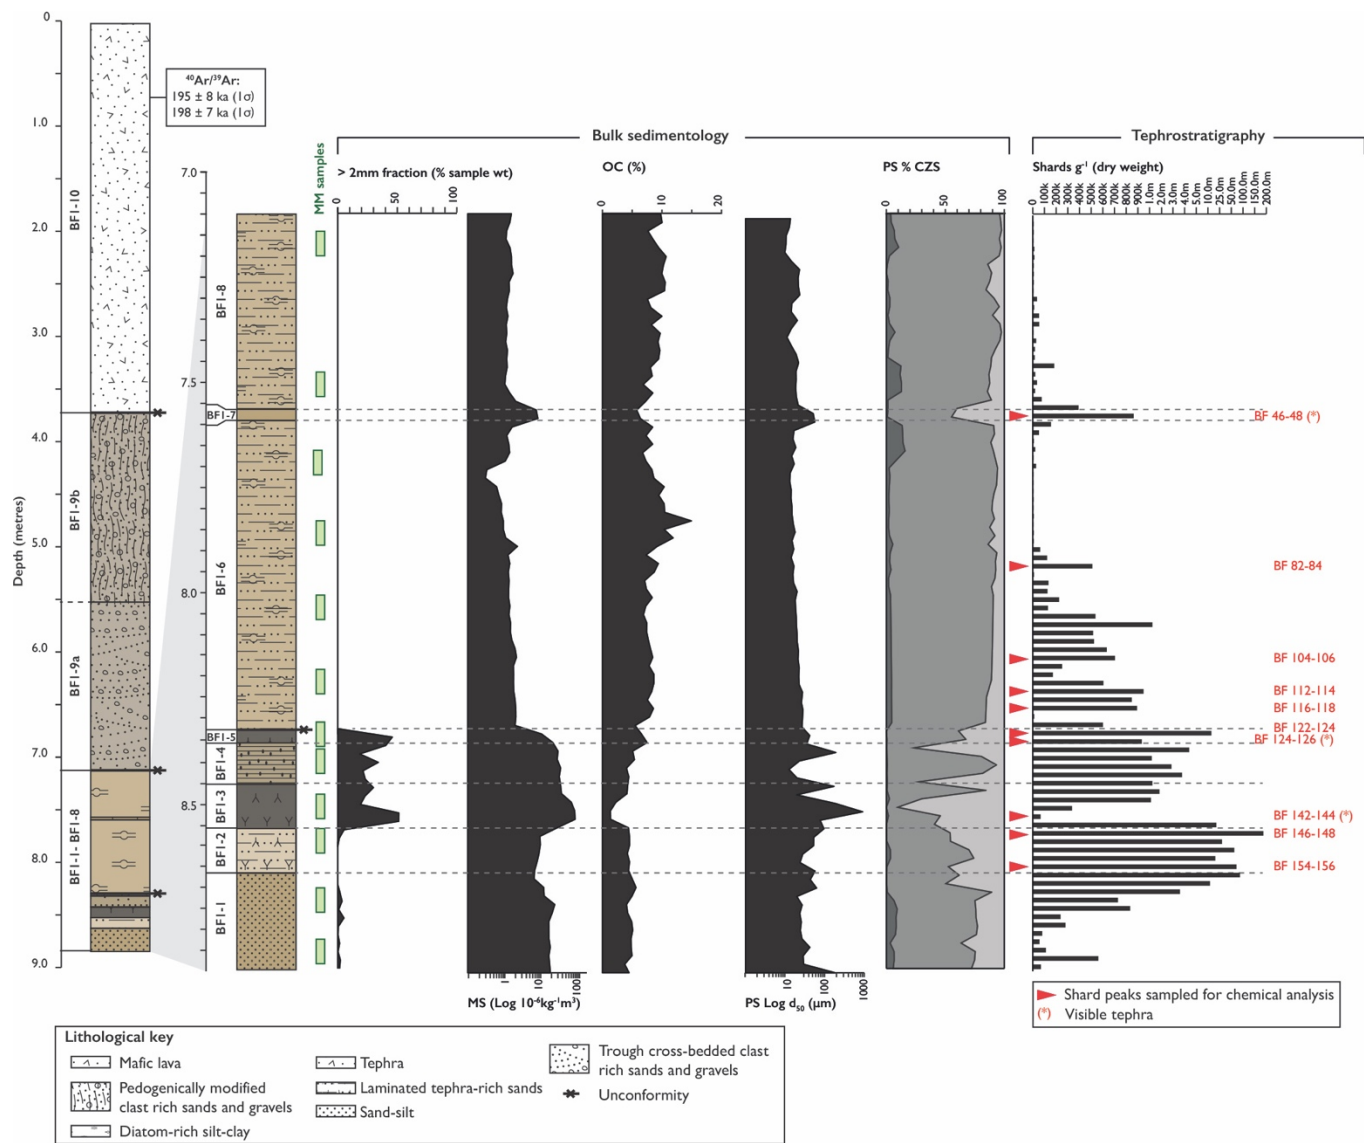 Bulk sedimentology
Tephrostratigraphy
⁴⁰Ar/³⁹Ar:
195 ± 8 ka (1σ)
198 ± 7 ka (1σ)
MM samples
> 2mm fraction (% sample wt)
OC (%)
PS % CZS
Shards g⁻¹ (dry weight)
0
50
100
0
10
20
0
50
100
0
100k
200k
300k
400k
500k
600k
700k
800k
900k
1.0m
2.0m
3.0m
4.0m
5.0m
10.0m
25.0m
50.0m
100.0m
150.0m
200.0m
Depth (metres)
0
1.0
2.0
3.0
4.0
5.0
6.0
7.0
8.0
9.0
BF1-10
BF1-9b
BF1-9a
BF1-1- BF1-8
7.0
7.5
8.0
8.5
BF1-8
BF1-7
BF1-6
BF1-5
BF1-4
BF1-3
BF1-2
BF1-1
BF 46-48 (*)
BF 82-84
BF 104-106
BF 112-114
BF 116-118
BF 122-124
BF 124-126 (*)
BF 142-144 (*)
BF 146-148
BF 154-156
1
10
100
MS (Log 10⁻⁶kg⁻¹m³)
10
100
1000
PS Log d₅₀ (µm)
Shard peaks sampled for chemical analysis
(*) Visible tephra
Lithological key
Mafic lava
Pedogenically modified
clast rich sands and gravels
Diatom-rich silt-clay
Tephra
Laminated tephra-rich sands
Sand-silt
Trough cross-bedded clast
rich sands and gravels
Unconformity